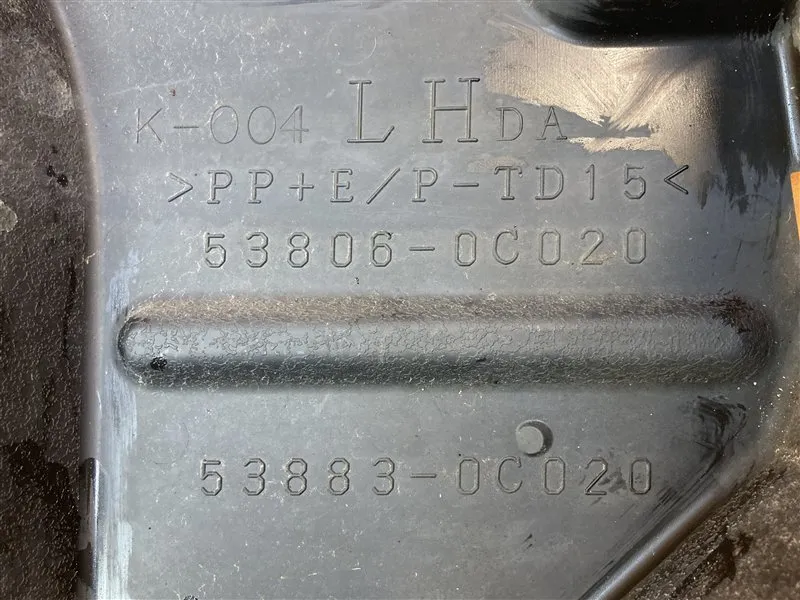 K-004 LH DA
>PP+E/P-TD15<
53806-0C020
53883-0C020